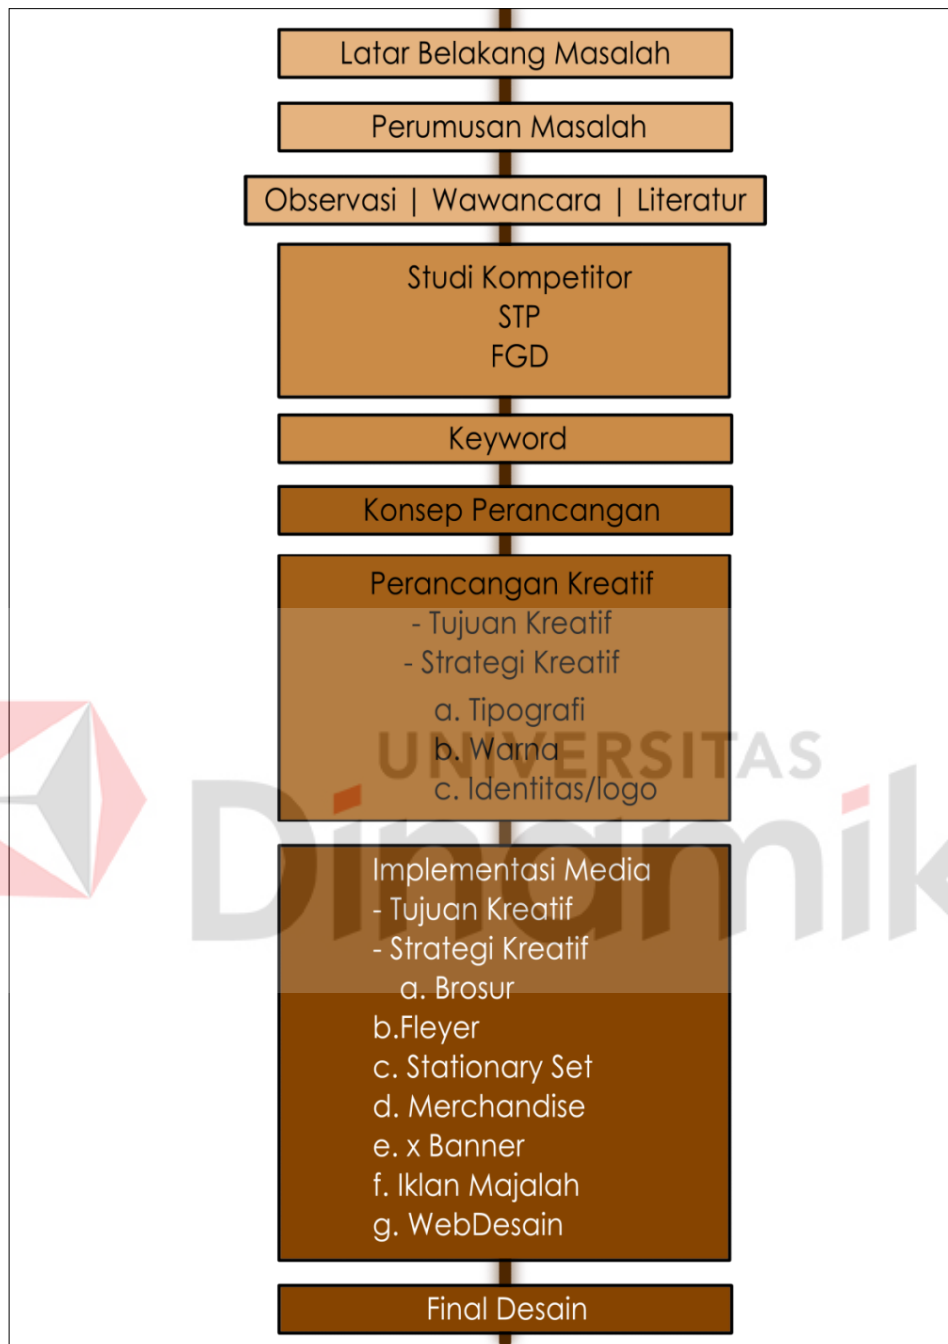 Latar Belakang Masalah
Perumusan Masalah
Observasi | Wawancara | Literatur
Studi Kompetitor
STP
FGD
Keyword
Konsep Perancangan
Perancangan Kreatif
- Tujuan Kreatif
- Strategi Kreatif
a. Tipografi
b. Warna
c. Identitas/logo
UNIVERSITAS
Dinamik
Implementasi Media
- Tujuan Kreatif
- Strategi Kreatif
a. Brosur
b.Fleyer
c. Stationary Set
d. Merchandise
e. x Banner
f. Iklan Majalah
g. WebDesain
Final Desain